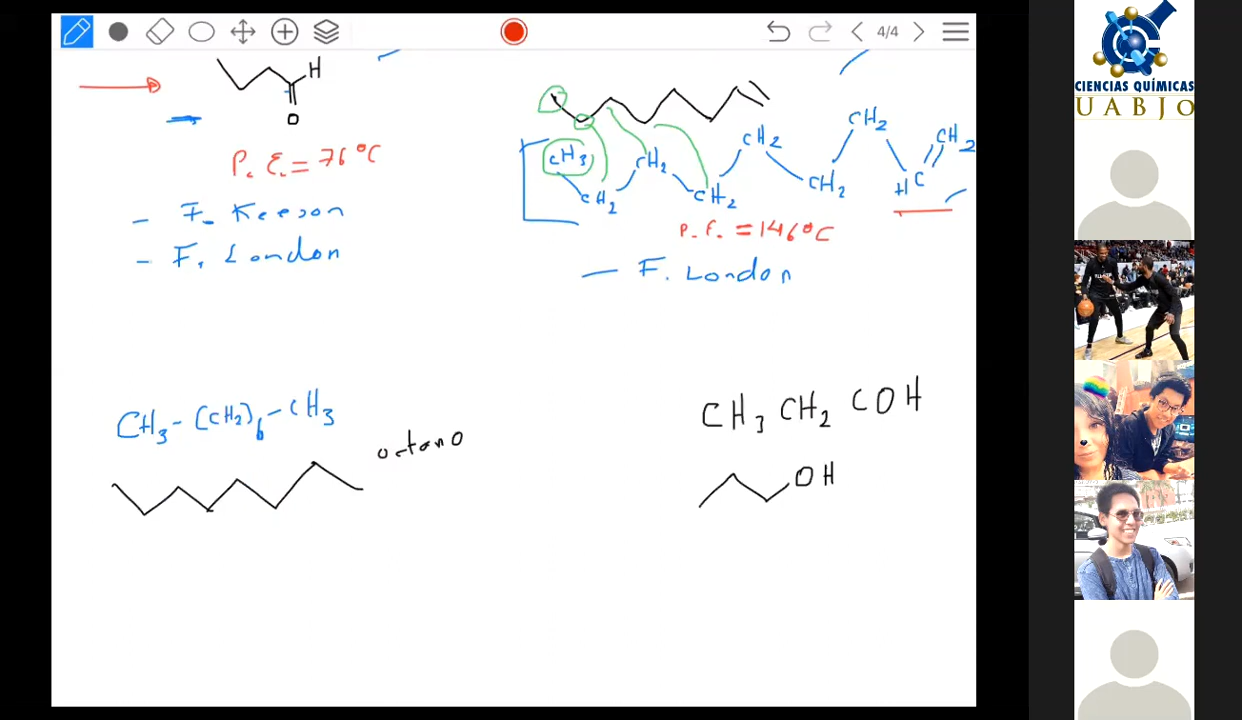 4/4
H
O
P. E. = 76°C
- F. Keeson
- F. London
CH3
CH2
CH2
CH2
CH2
CH2
CH2
HC
CH2
P. F. = 146°C
- F. London
CH3-(CH2)6-CH3
octano
CH3 CH2 COH
OH
CIENCIAS QUÍMICAS
UABJO